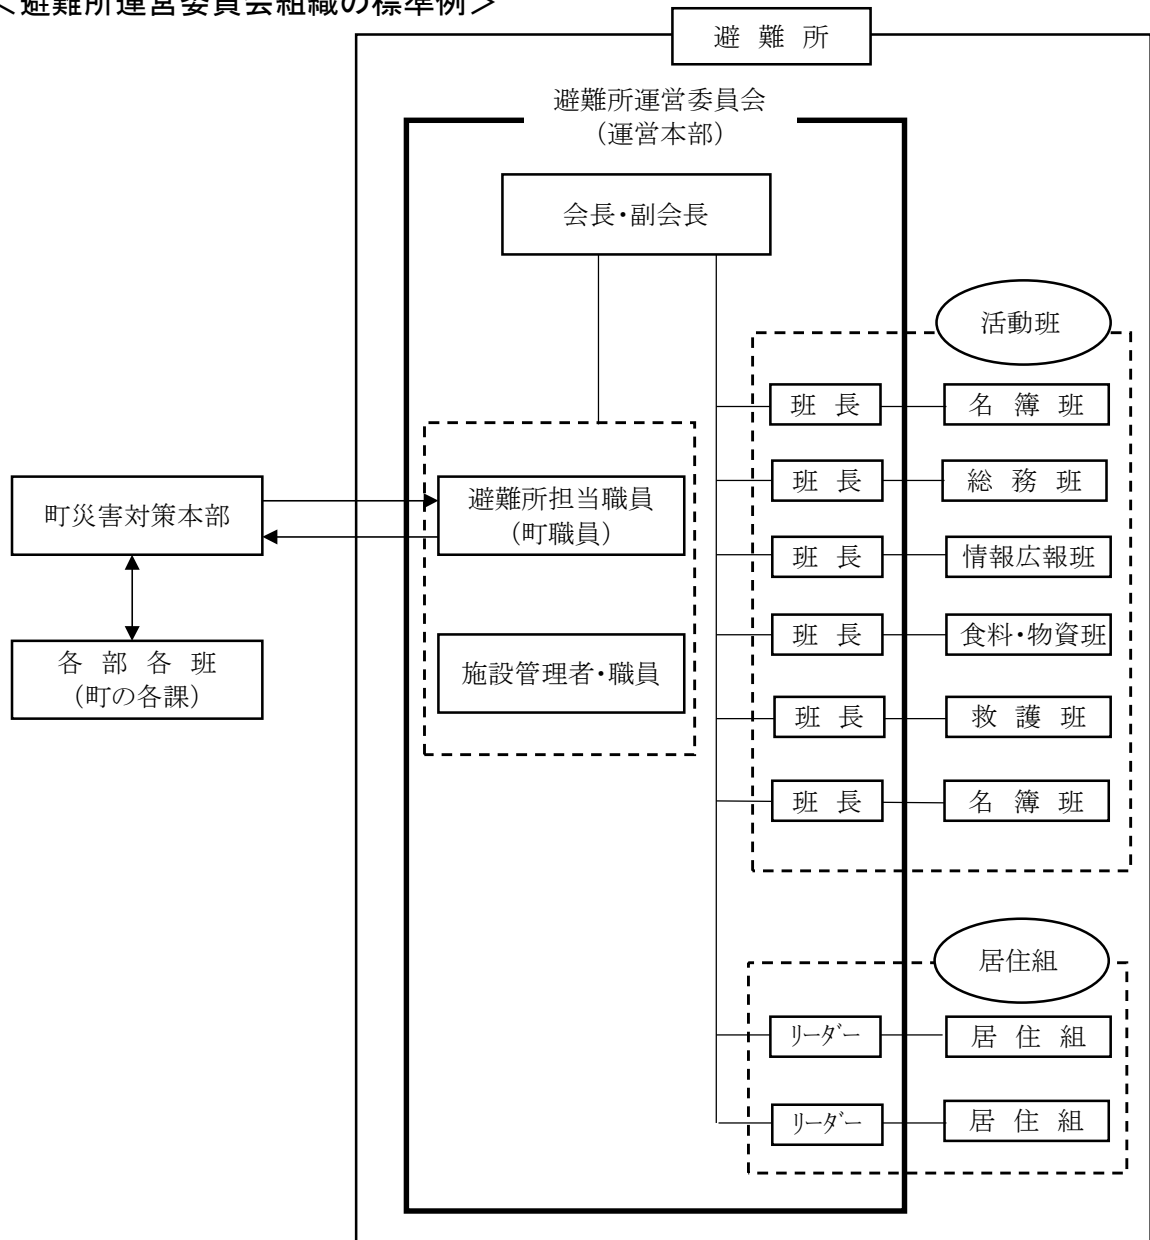 ＜避難所運営委員会組織の標準例＞
避難所
避難所運営委員会
（運営本部）
会長・副会長
活動班
班長
名簿班
班長
総務班
町災害対策本部
避難所担当職員
（町職員）
班長
情報広報班
班長
食料・物資班
各部各班
（町の各課）
施設管理者・職員
班長
救護班
班長
名簿班
居住組
ﾘｰﾀﾞｰ
居住組
ﾘｰﾀﾞｰ
居住組